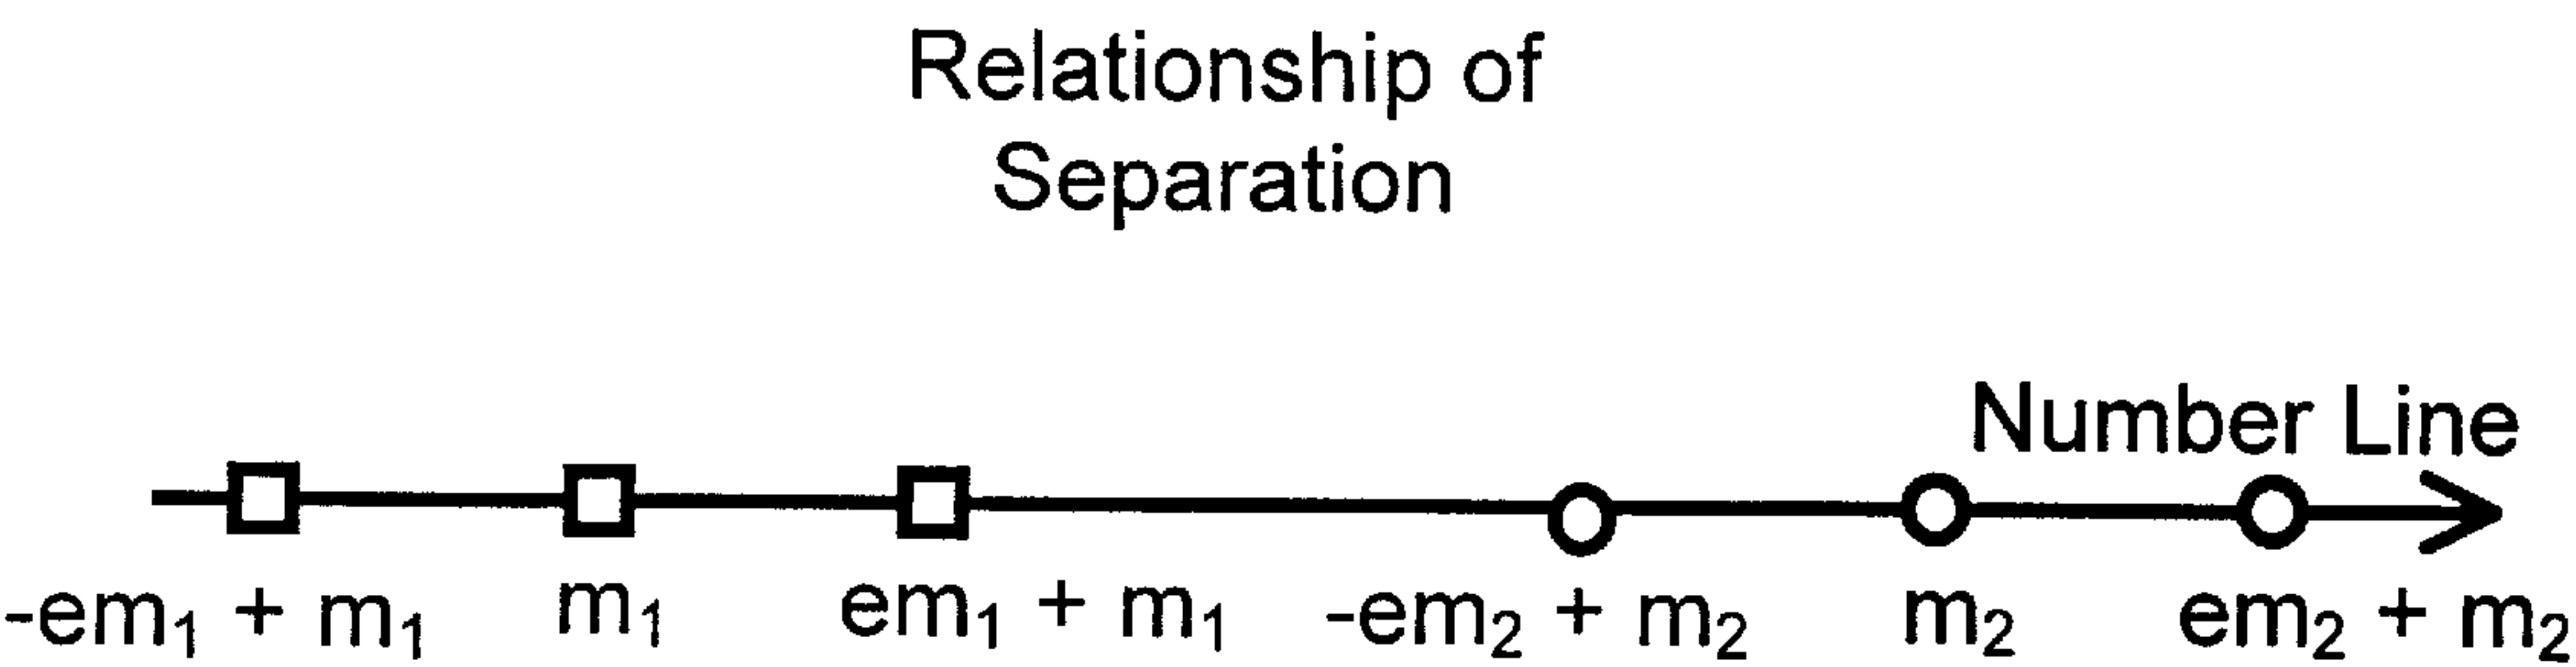 Relationship of
Separation
Number Line
-em₁ + m₁ m₁ em₁ + m₁ -em₂ + m₂ m₂ em₂ + m₂